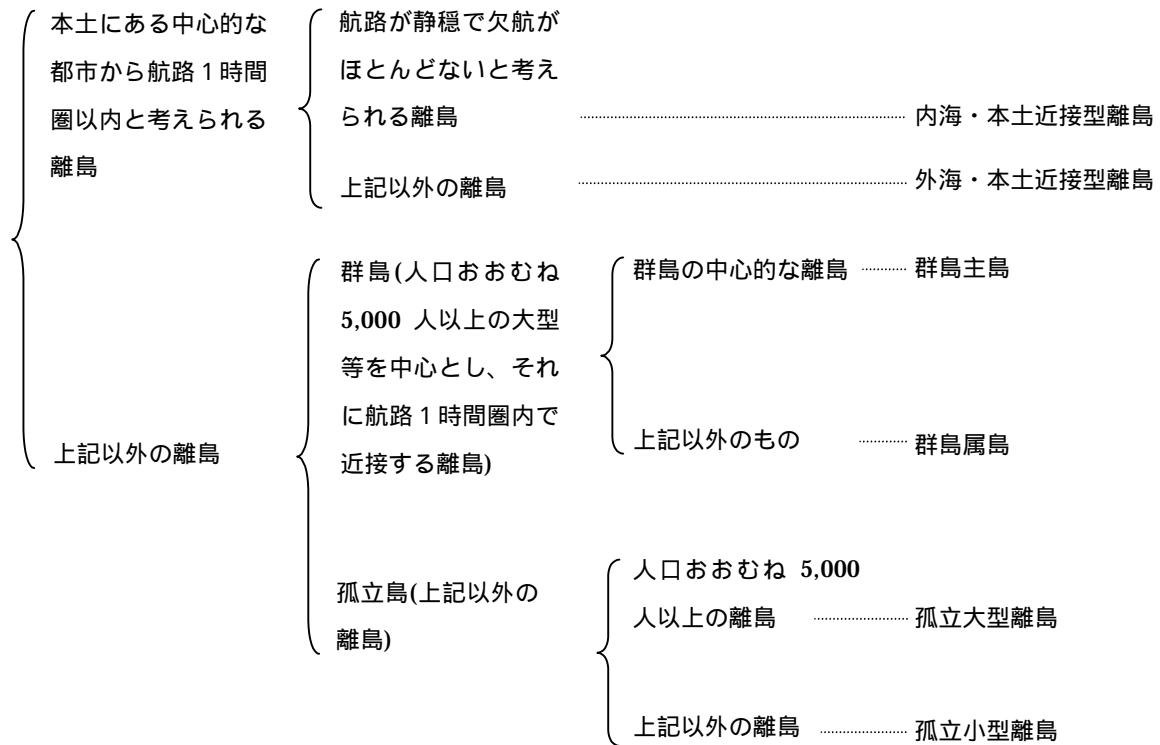 本土にある中心的な
都市から航路１時間
圏以内と考えられる
離島
航路が静穏で欠航が
ほとんどないと考え
られる離島
内海・本土近接型離島
上記以外の離島
外海・本土近接型離島
上記以外の離島
群島(人口おおむね
5,000 人以上の大型
等を中心とし、それ
に航路１時間圏内で
近接する離島)
群島の中心的な離島
群島主島
上記以外のもの
群島属島
孤立島(上記以外の
離島)
人口おおむね 5,000
人以上の離島
孤立大型離島
上記以外の離島
孤立小型離島